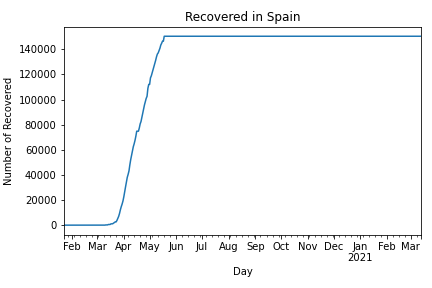 Recovered in Spain
Number of Recovered
140000
120000
100000
80000
60000
40000
20000
0
Feb Mar Apr May Jun Jul Aug Sep Oct Nov Dec Jan Feb Mar
2021
Day